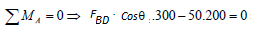 ∑M_A = 0 ⇒ F_BD · Cosθ ..300 − 50.200 = 0